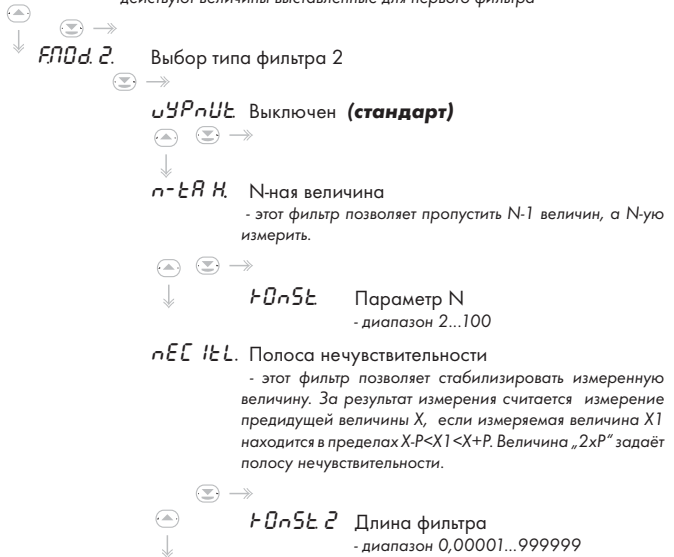 действуют величины выставленные для первого фильтра
F.MOd. 2. Выбор типа фильтра 2
uYPnUt. Выключен (стандарт)
n-tA H. N-ная величина
- этот фильтр позволяет пропустить N-1 величин, а N-ую
измерить.
KOnSt. Параметр N
- диапазон 2...100
nEC ItL. Полоса нечувствительности
- этот фильтр позволяет стабилизировать измеренную
величину. За результат измерения считается измерение
предидущей величины X, если измеряемая величина X1
находится в пределах X-P<X1<X+P. Величина „2xP" задаёт
полосу нечувствительности.
KOnSt. 2 Длина фильтра
- диапазон 0,00001...999999